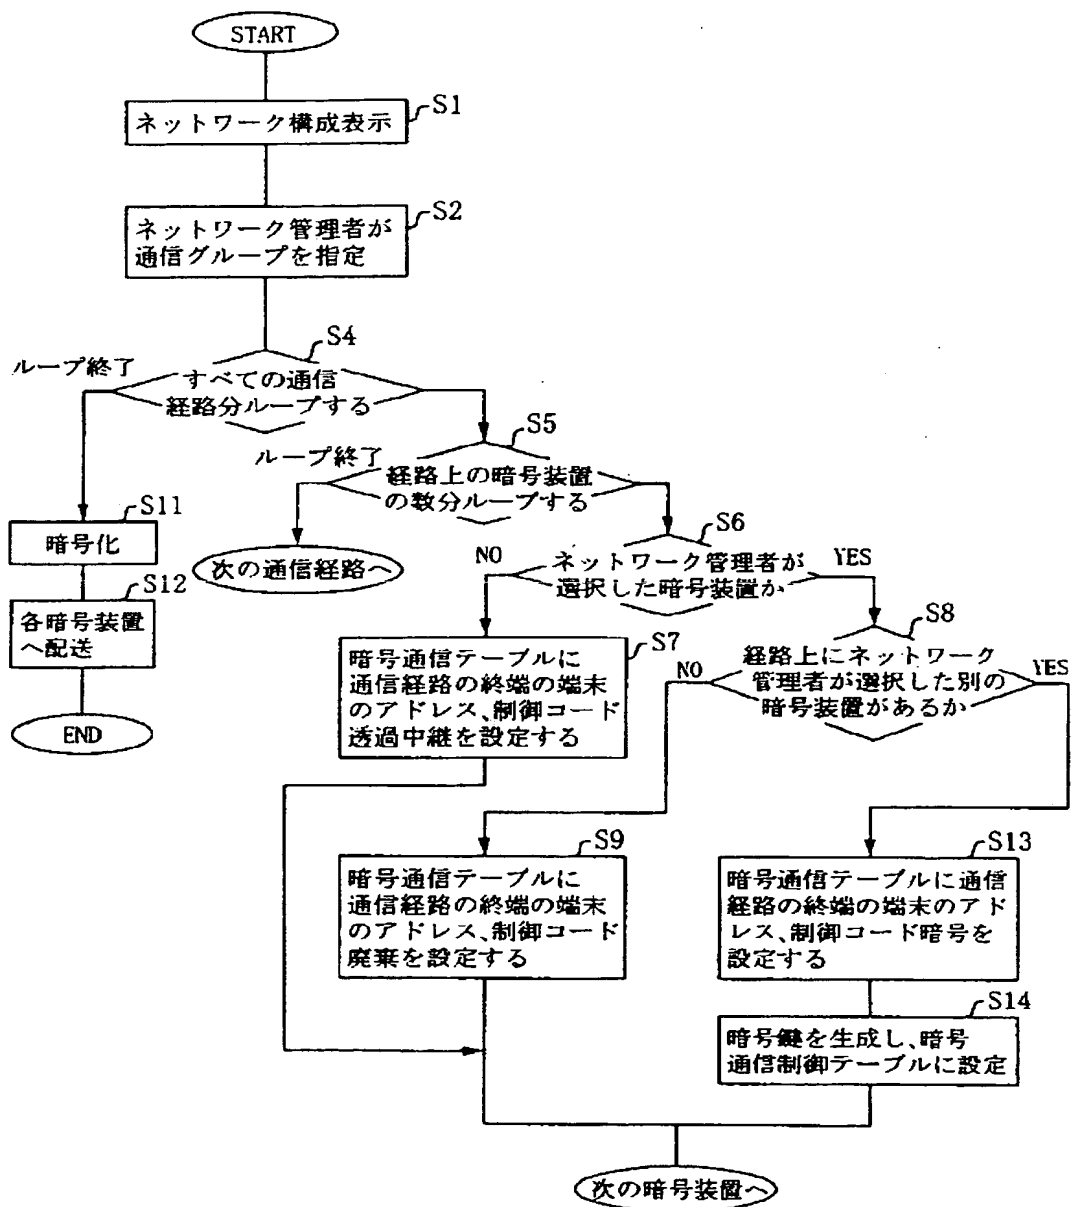 START
S1
ネットワーク構成表示
S2
ネットワーク管理者が
通信グループを指定
S4
ループ終了
すべての通信
経路分ループする
S5
ループ終了
経路上の暗号装置
の数分ループする
S11
暗号化
次の通信経路へ
S6
NO
ネットワーク管理者が
選択した暗号装置か
YES
S12
各暗号装置
へ配送
END
S7
暗号通信テーブルに
通信経路の終端の端末
のアドレス、制御コード
透過中継を設定する
S8
NO
経路上にネットワーク
管理者が選択した別の
暗号装置があるか
YES
S9
暗号通信テーブルに
通信経路の終端の端末
のアドレス、制御コード
廃棄を設定する
S13
暗号通信テーブルに通信
経路の終端の端末のアド
レス、制御コード暗号を
設定する
S14
暗号鍵を生成し、暗号
通信制御テーブルに設定
次の暗号装置へ